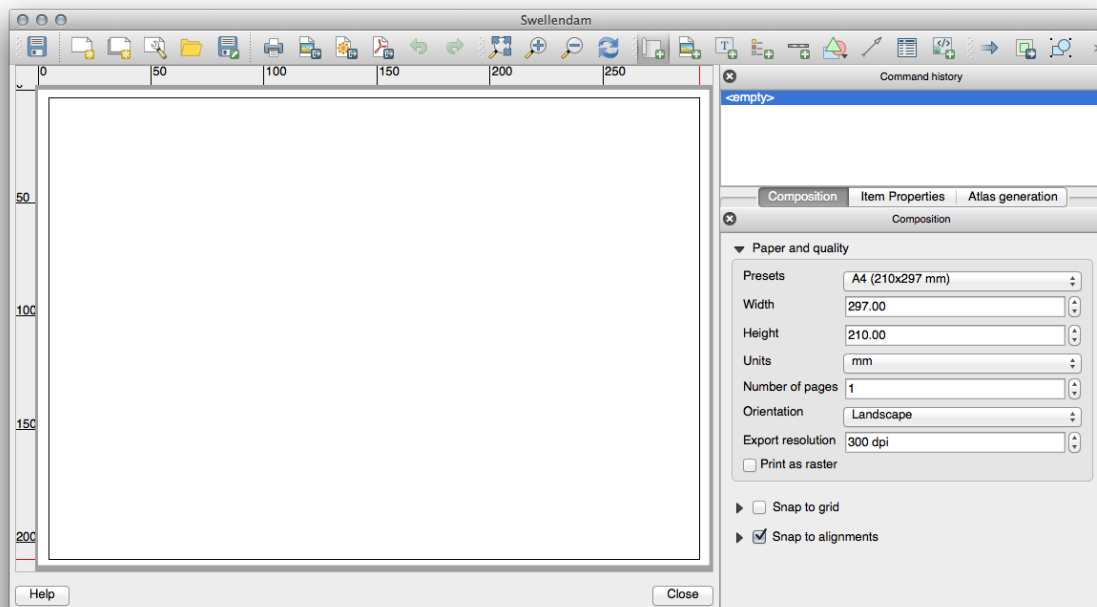 Swellendam
0 50 100 150 200 250
Command history
<empty>
50
100
150
200
Composition Item Properties Atlas generation
Composition
Paper and quality
Presets A4 (210x297 mm)
Width 297.00
Height 210.00
Units mm
Number of pages 1
Orientation Landscape
Export resolution 300 dpi
Print as raster
Snap to grid
Snap to alignments
Help Close